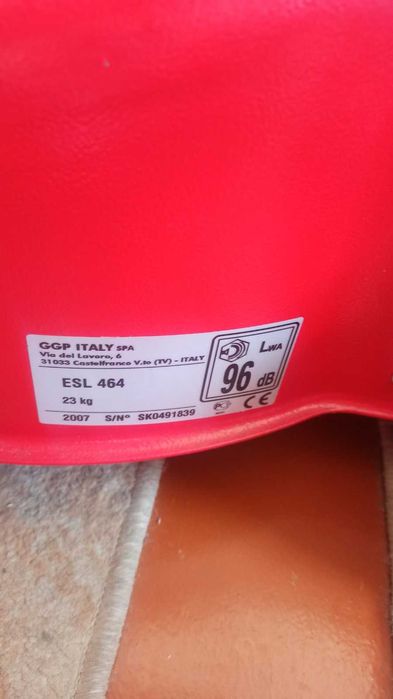 GGP ITALY SPA
Via del Lavoro, 6
31033 Castelfranco V.to (TV) - ITALY
ESL 464
23 kg
2007 S/Nº SK0491839
LWA
96 dB
CE